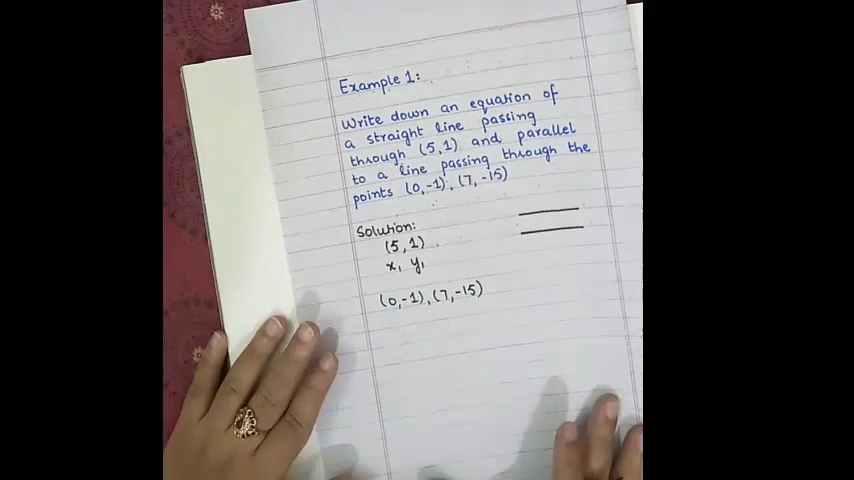 Example 1:
Write down an equation of
a straight line passing
through (5,1) and parallel
to a line passing through the
points (0,-1), (7,-15)
Solution:
(5,1)
x₁ y₁
(0,-1), (7,-15)